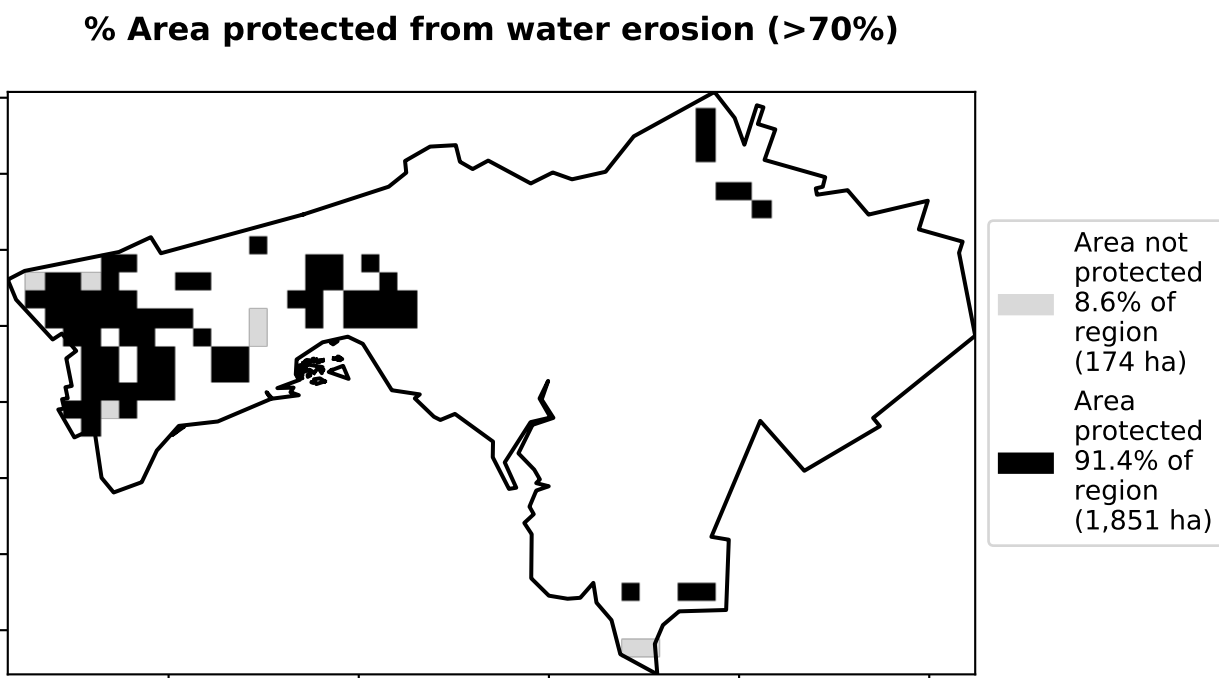 % Area protected from water erosion (>70%)
Area not
protected
8.6% of
region
(174 ha)
Area
protected
91.4% of
region
(1,851 ha)